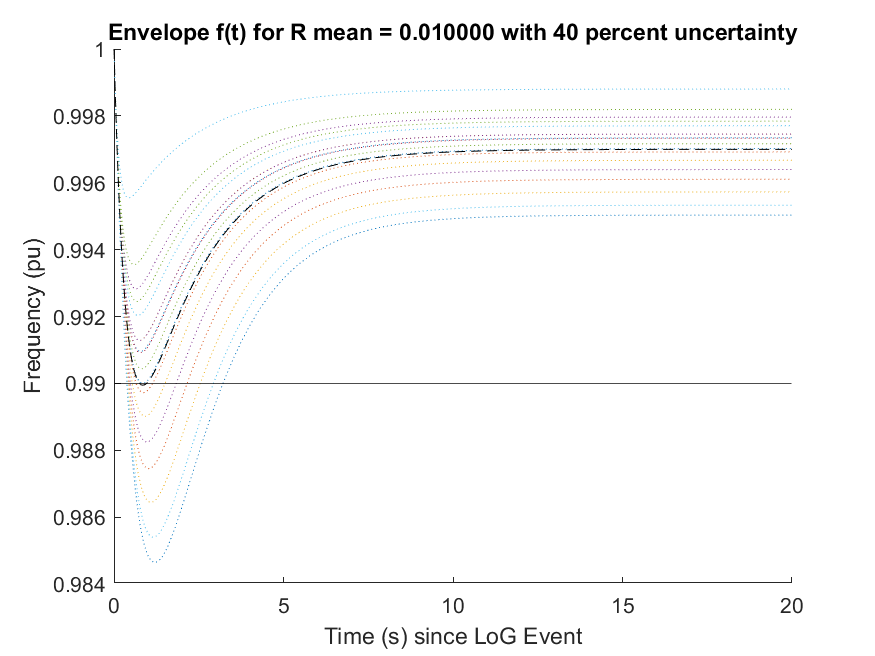 Envelope f(t) for R mean = 0.010000 with 40 percent uncertainty
1
0.998
0.996
0.994
0.992
0.99
0.988
0.986
0.984
Frequency (pu)
0 5 10 15 20
Time (s) since LoG Event